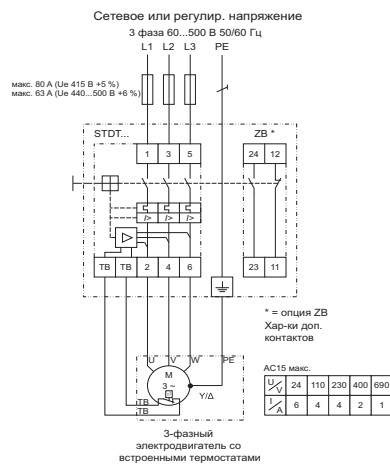 Сетевое или регулир. напряжение
3 фаза 60...500 В 50/60 Гц
L1 L2 L3 PE
макс. 80 A (Ue 415 В +5 %)
макс. 63 A (Ue 440...500 В +6 %)
STDT... ZB *
1 3 5 24 12
I> I> I>
TB TB 2 4 6 23 11
* = опция ZB
Хар-ки доп.
контактов
U V W PE
M
3 ~
Y/Δ
TB
TB
AC15 макс.
U/V 24 110 230 400 690
I/A 6 4 4 2 1
3-фазный
электродвигатель со
встроенными термостатами